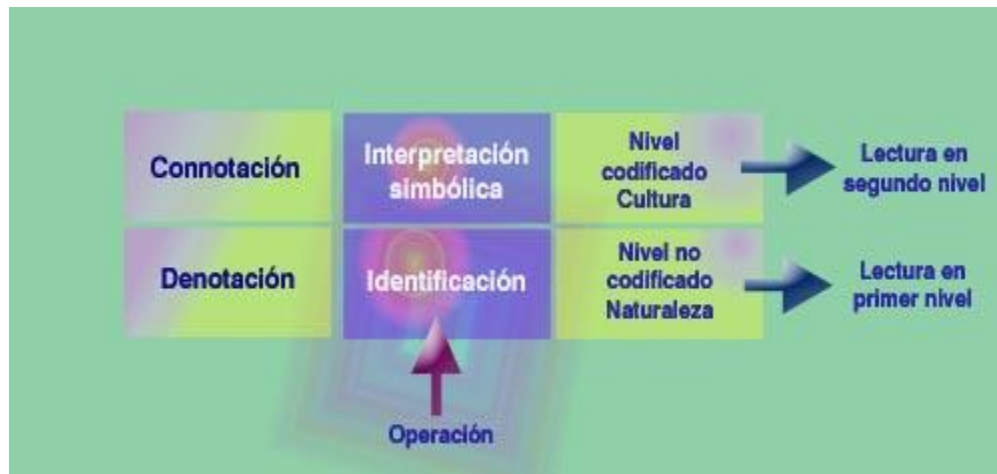 Connotación
Interpretación
simbólica
Nivel
codificado
Cultura
Lectura en
segundo nivel
Denotación
Identificación
Nivel no
codificado
Naturaleza
Lectura en
primer nivel
Operación